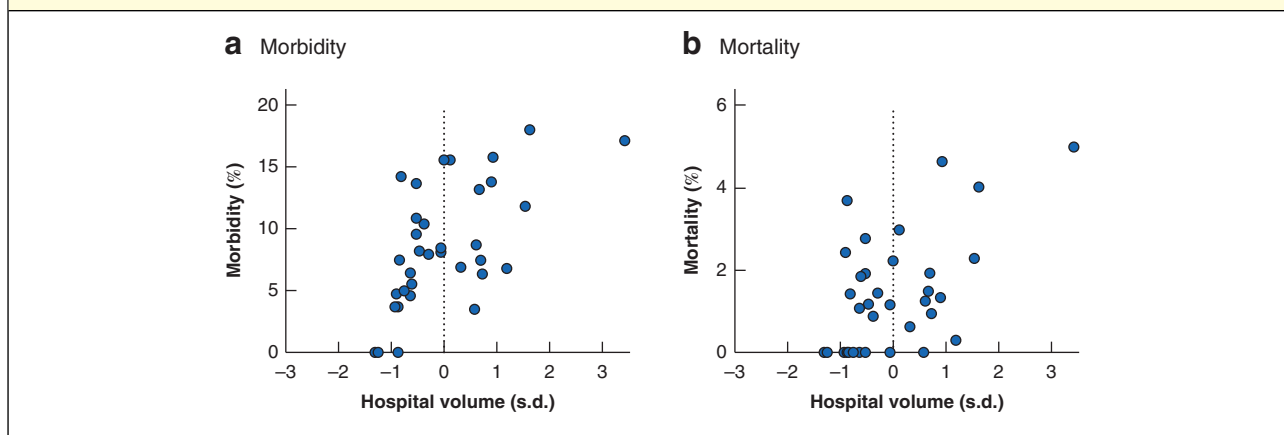 a Morbidity
20
15
10
5
0
Morbidity (%)
–3 –2 –1 0 1 2 3
Hospital volume (s.d.)
b Mortality
6
4
2
0
Mortality (%)
–3 –2 –1 0 1 2 3
Hospital volume (s.d.)